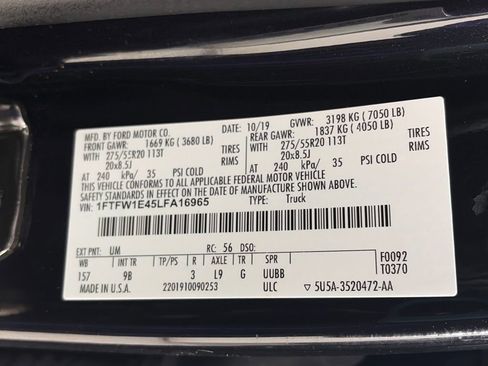 MFD. BY FORD MOTOR CO.
10/19 GVWR: 3198 KG ( 7050 LB)
FRONT GAWR: 1669 KG ( 3680 LB)
REAR GAWR: 1837 KG ( 4050 LB)
WITH 275/55R20 113T
20x8.5J
WITH 275/55R20 113T
20x8.5J
AT 240 kPa/ 35 PSI COLD
AT 240 kPa/ 35 PSI COLD
THIS VEHICLE CONFORMS TO ALL APPLICABLE FEDERAL MOTOR VEHICLE
SAFETY STANDARDS IN EFFECT ON THE DATE OF MANUFACTURE SHOWN ABOVE.
VIN: 1FTFW1E45LFA16965
TYPE: Truck
EXT PNT: UM RC: 56 DSO:
WB INT TR TP/PS R AXLE TR SPR
F0092
157 9B 3 L9 G UUBB
T0370
MADE IN U.S.A. 2201910090253 ULC 5U5A-3520472-AA